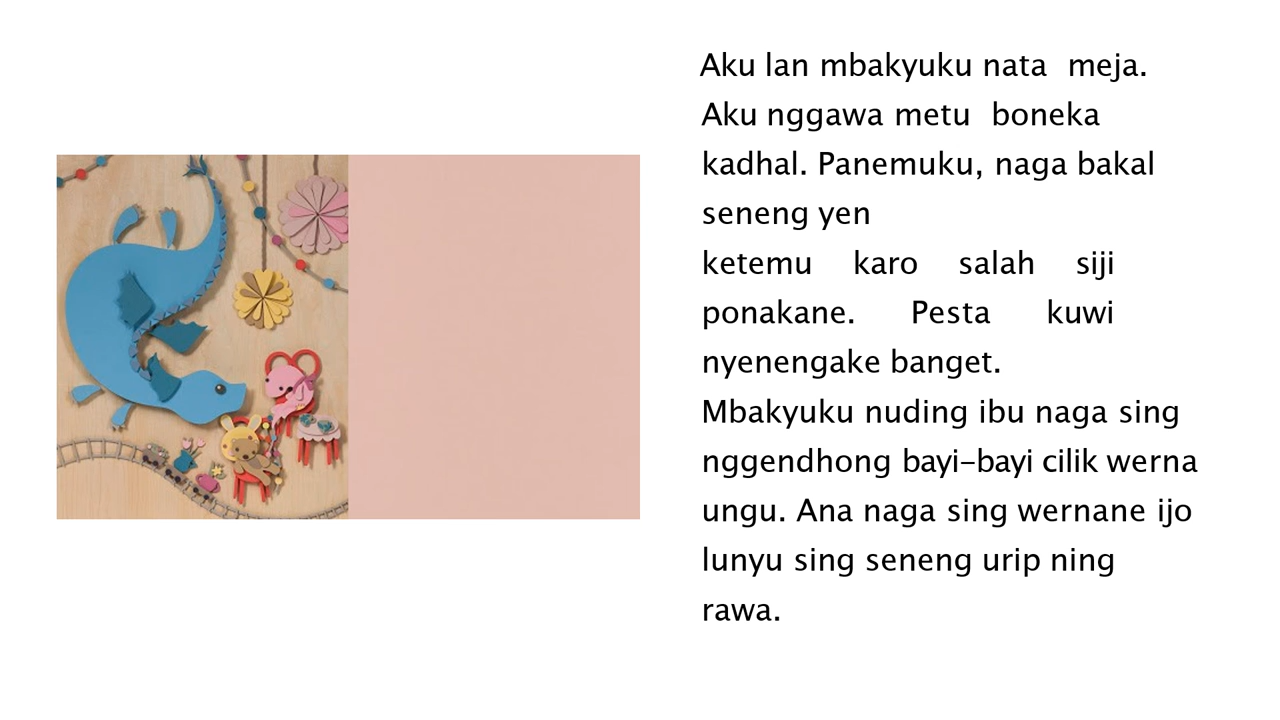 Aku lan mbakyuku nata meja.
Aku nggawa metu boneka
kadhal. Panemuku, naga bakal
seneng yen
ketemu karo salah siji
ponakane. Pesta kuwi
nyenengake banget.
Mbakyuku nuding ibu naga sing
nggendhong bayi-bayi cilik werna
ungu. Ana naga sing wernane ijo
lunyu sing seneng urip ning
rawa.